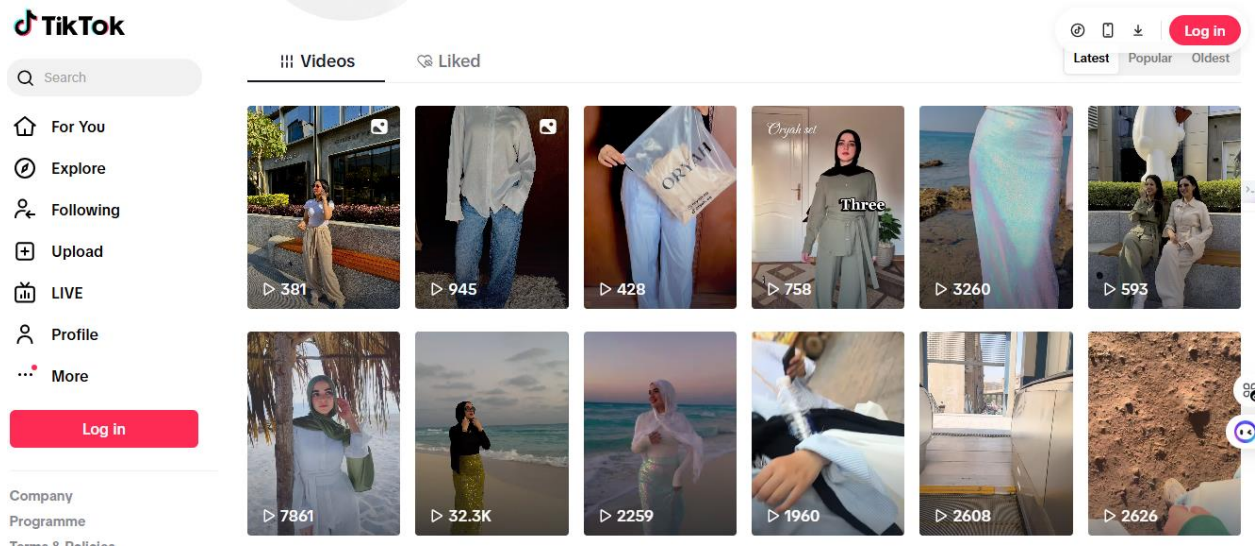 TikTok
Log in
Search
Videos
Liked
Latest
Popular
Oldest
For You
Explore
Following
Upload
LIVE
Profile
More
Log in
Company
Programme
Terms & Policies
381
945
ORYAH
428
Oryah set
Three
758
3260
593
7861
32.3K
2259
1960
2608
2626